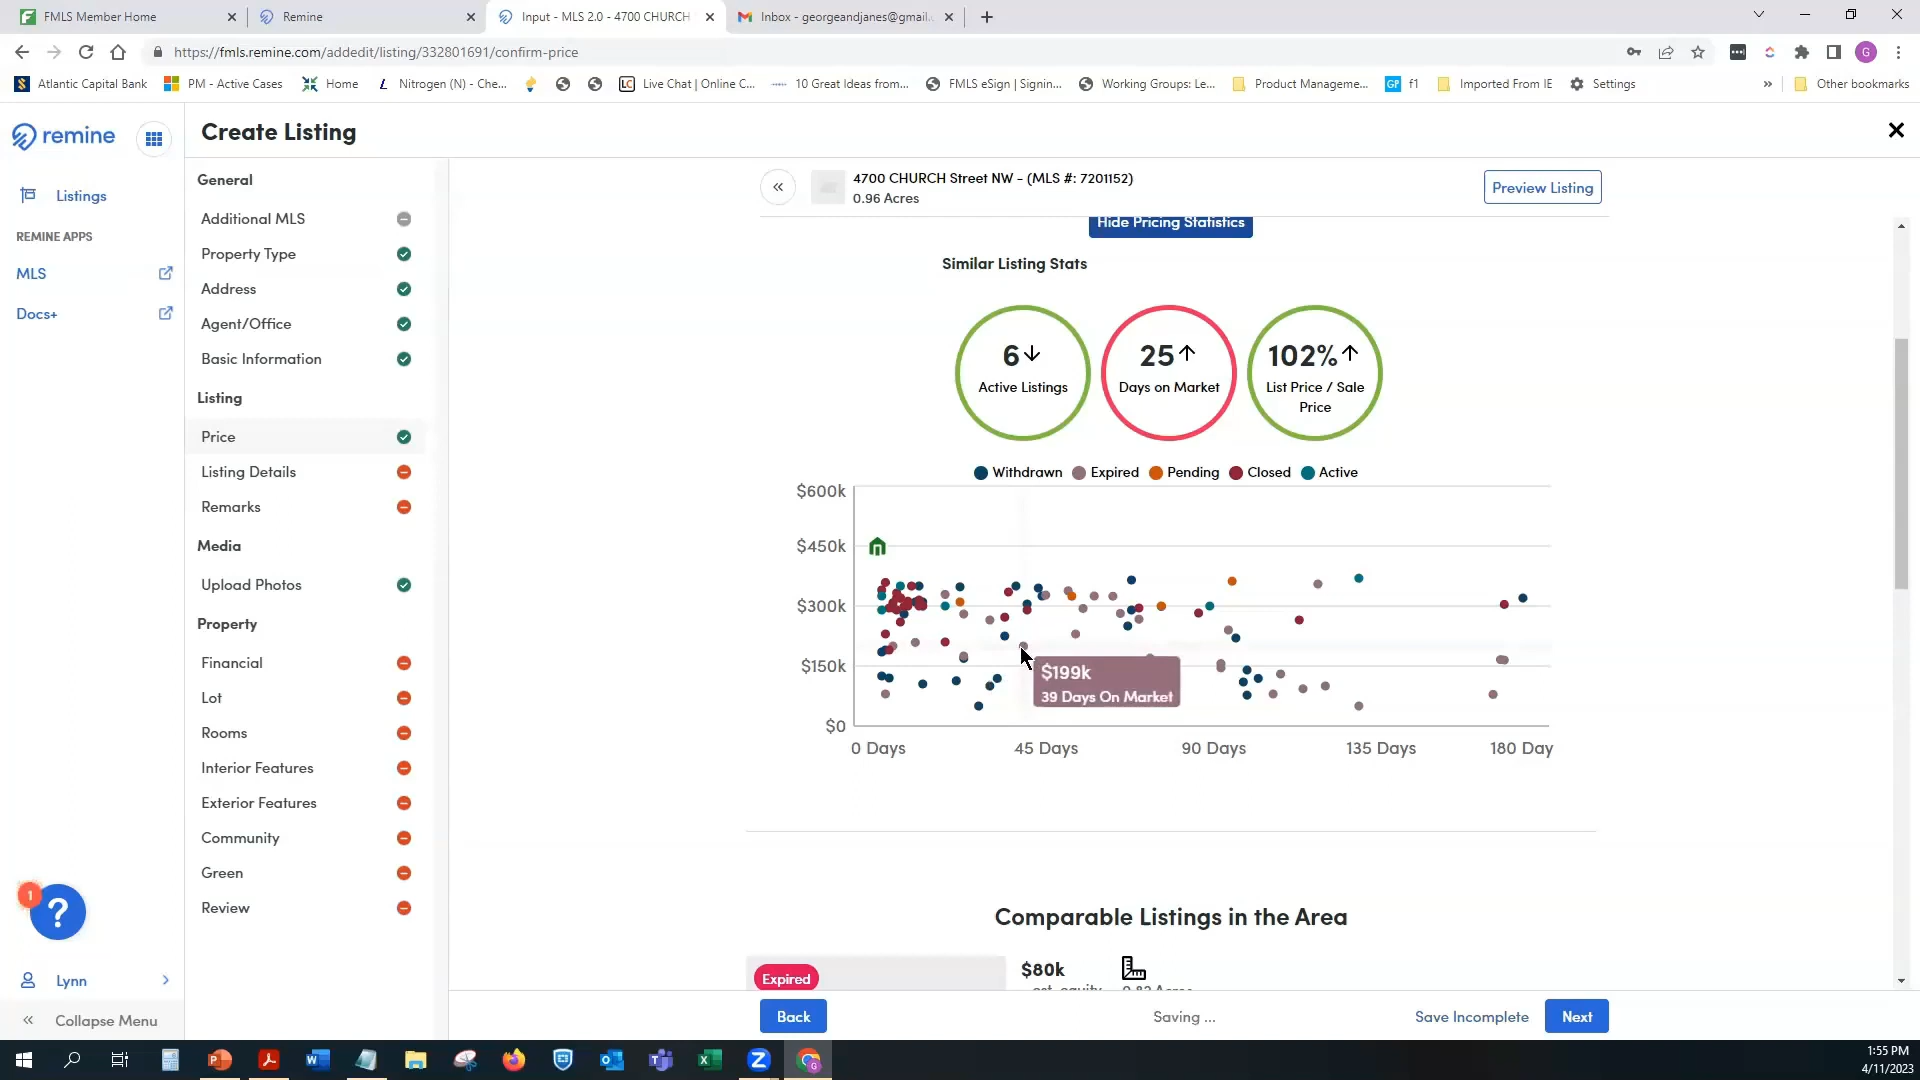 FMLS Member Home
Remine
Input - MLS 2.0 - 4700 CHURCH
Inbox - georgeandjanes@gmail.
https://fmls.remine.com/addedit/listing/332801691/confirm-price
G
Atlantic Capital Bank
PM - Active Cases
Home
Nitrogen (N) - Che...
LC
Live Chat | Online C...
10 Great Ideas from...
FMLS eSign | Signin...
Working Groups: Le...
Product Manageme...
GP
f1
Imported From IE
Settings
»
Other bookmarks
remine
Create Listing
Listings
REMINE APPS
MLS
Docs+
General
Additional MLS
Property Type
Address
Agent/Office
Basic Information
Listing
Price
Listing Details
Remarks
Media
Upload Photos
Property
Financial
Lot
Rooms
Interior Features
Exterior Features
Community
Green
Review
1
?
Lynn
Collapse Menu
4700 CHURCH Street NW - (MLS #: 7201152)
0.96 Acres
Preview Listing
Hide Pricing Statistics
Similar Listing Stats
6
Active Listings
25
Days on Market
102%
List Price / Sale
Price
Withdrawn
Expired
Pending
Closed
Active
$600k
$450k
$300k
$150k
$0
$199k
39 Days On Market
0 Days
45 Days
90 Days
135 Days
180 Day
Comparable Listings in the Area
Expired
$80k
est. equity
0.82 Acres
Back
Saving ...
Save Incomplete
Next
1:55 PM
4/11/2023